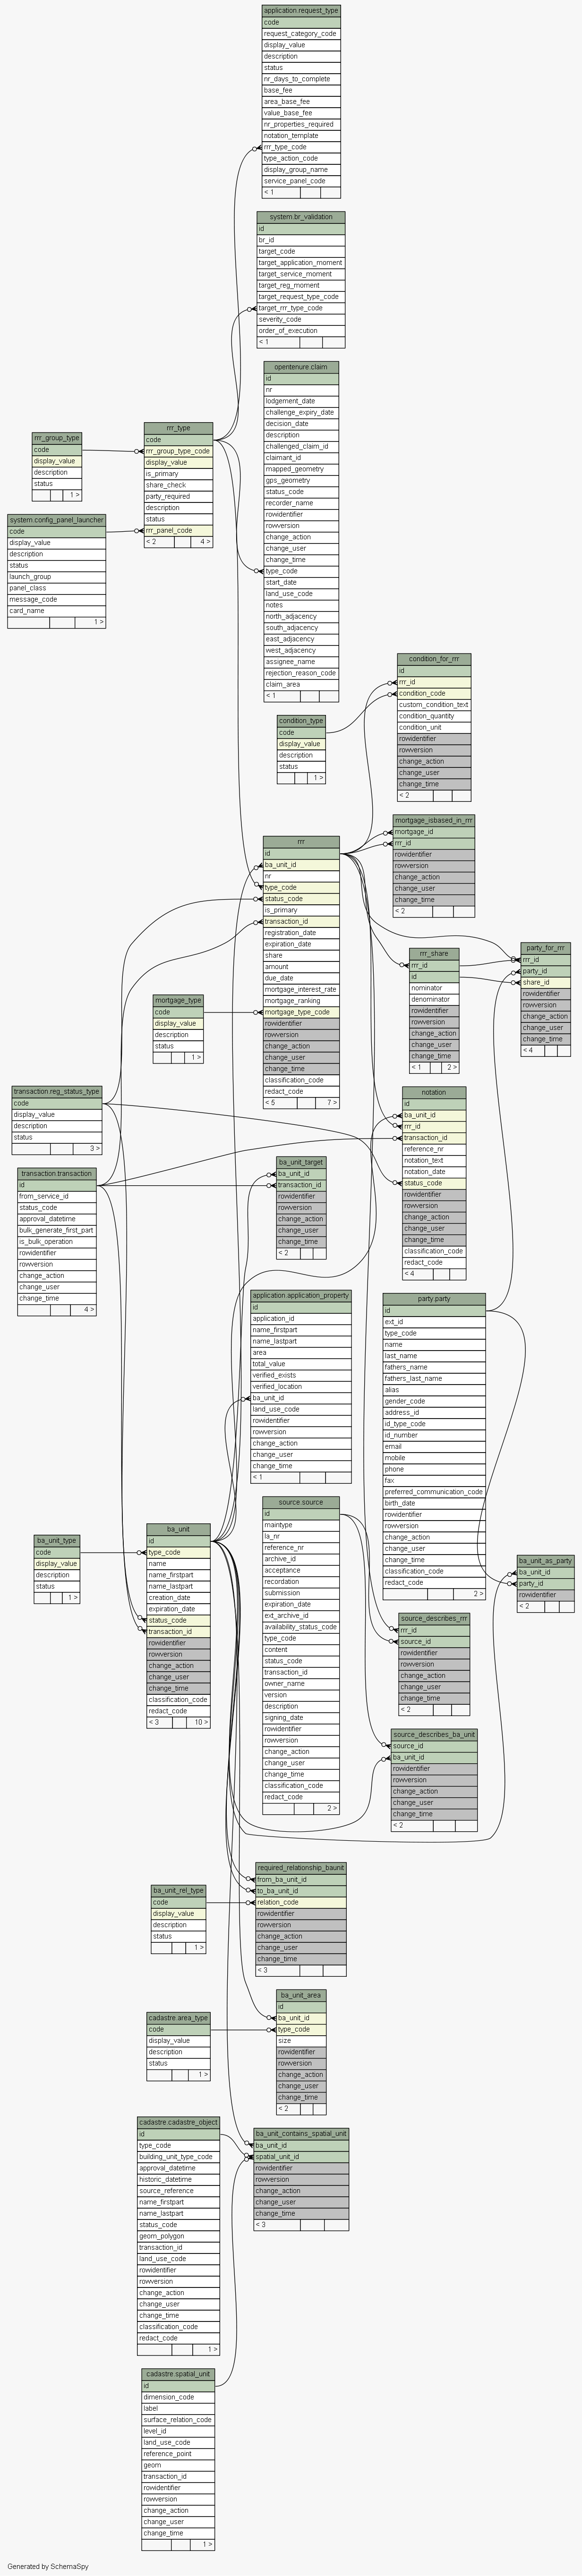 application.request_type
code
request_category_code
display_value
description
status
nr_days_to_complete
base_fee
area_base_fee
value_base_fee
nr_properties_required
notation_template
rrr_type_code
type_action_code
display_group_name
service_panel_code
< 1
system.br_validation
id
br_id
target_code
target_application_moment
target_service_moment
target_reg_moment
target_request_type_code
target_rrr_type_code
severity_code
order_of_execution
< 1
opentenure.claim
id
nr
lodgement_date
challenge_expiry_date
decision_date
description
challenged_claim_id
claimant_id
mapped_geometry
gps_geometry
status_code
recorder_name
rowidentifier
rowversion
change_action
change_user
change_time
type_code
start_date
land_use_code
notes
north_adjacency
south_adjacency
east_adjacency
west_adjacency
assignee_name
rejection_reason_code
claim_area
< 1
rrr_type
code
rrr_group_type_code
display_value
is_primary
share_check
party_required
description
status
rrr_panel_code
< 2 4 >
rrr_group_type
code
display_value
description
status
1 >
system.config_panel_launcher
code
display_value
description
status
launch_group
panel_class
message_code
card_name
1 >
condition_for_rrr
id
rrr_id
condition_code
custom_condition_text
condition_quantity
condition_unit
rowidentifier
rowversion
change_action
change_user
change_time
< 2
condition_type
code
display_value
description
status
1 >
mortgage_isbased_in_rrr
mortgage_id
rrr_id
rowidentifier
rowversion
change_action
change_user
change_time
< 2
rrr
id
ba_unit_id
nr
type_code
status_code
is_primary
transaction_id
registration_date
expiration_date
share
amount
due_date
mortgage_interest_rate
mortgage_ranking
mortgage_type_code
rowidentifier
rowversion
change_action
change_user
change_time
classification_code
redact_code
< 5 7 >
rrr_share
rrr_id
id
nominator
denominator
rowidentifier
rowversion
change_action
change_user
change_time
< 1 2 >
party_for_rrr
rrr_id
party_id
share_id
rowidentifier
rowversion
change_action
change_user
change_time
< 4
mortgage_type
code
display_value
description
status
1 >
transaction.reg_status_type
code
display_value
description
status
3 >
notation
id
ba_unit_id
rrr_id
transaction_id
reference_nr
notation_text
notation_date
status_code
rowidentifier
rowversion
change_action
change_user
change_time
classification_code
redact_code
< 4
transaction.transaction
id
from_service_id
status_code
approval_datetime
bulk_generate_first_part
is_bulk_operation
rowidentifier
rowversion
change_action
change_user
change_time
4 >
ba_unit_target
ba_unit_id
transaction_id
rowidentifier
rowversion
change_action
change_user
change_time
< 2
application.application_property
id
application_id
name_firstpart
name_lastpart
area
total_value
verified_exists
verified_location
ba_unit_id
land_use_code
rowidentifier
rowversion
change_action
change_user
change_time
< 1
party.party
id
ext_id
type_code
name
last_name
fathers_name
fathers_last_name
alias
gender_code
address_id
id_type_code
id_number
email
mobile
phone
fax
preferred_communication_code
birth_date
rowidentifier
rowversion
change_action
change_user
change_time
classification_code
redact_code
2 >
source.source
id
maintype
la_nr
reference_nr
archive_id
acceptance
recordation
submission
expiration_date
ext_archive_id
availability_status_code
type_code
content
status_code
transaction_id
owner_name
version
description
signing_date
rowidentifier
rowversion
change_action
change_user
change_time
classification_code
redact_code
2 >
ba_unit
id
type_code
name
name_firstpart
name_lastpart
creation_date
expiration_date
status_code
transaction_id
rowidentifier
rowversion
change_action
change_user
change_time
classification_code
redact_code
< 3 10 >
ba_unit_type
code
display_value
description
status
1 >
ba_unit_as_party
ba_unit_id
party_id
rowidentifier
< 2
source_describes_rrr
rrr_id
source_id
rowidentifier
rowversion
change_action
change_user
change_time
< 2
source_describes_ba_unit
source_id
ba_unit_id
rowidentifier
rowversion
change_action
change_user
change_time
< 2
required_relationship_baunit
from_ba_unit_id
to_ba_unit_id
relation_code
rowidentifier
rowversion
change_action
change_user
change_time
< 3
ba_unit_rel_type
code
display_value
description
status
1 >
ba_unit_area
id
ba_unit_id
type_code
size
rowidentifier
rowversion
change_action
change_user
change_time
< 2
cadastre.area_type
code
display_value
description
status
1 >
cadastre.cadastre_object
id
type_code
building_unit_type_code
approval_datetime
historic_datetime
source_reference
name_firstpart
name_lastpart
status_code
geom_polygon
transaction_id
land_use_code
rowidentifier
rowversion
change_action
change_user
change_time
classification_code
redact_code
1 >
ba_unit_contains_spatial_unit
ba_unit_id
spatial_unit_id
rowidentifier
rowversion
change_action
change_user
change_time
< 3
cadastre.spatial_unit
id
dimension_code
label
surface_relation_code
level_id
land_use_code
reference_point
geom
transaction_id
rowidentifier
rowversion
change_action
change_user
change_time
1 >
Generated by SchemaSpy